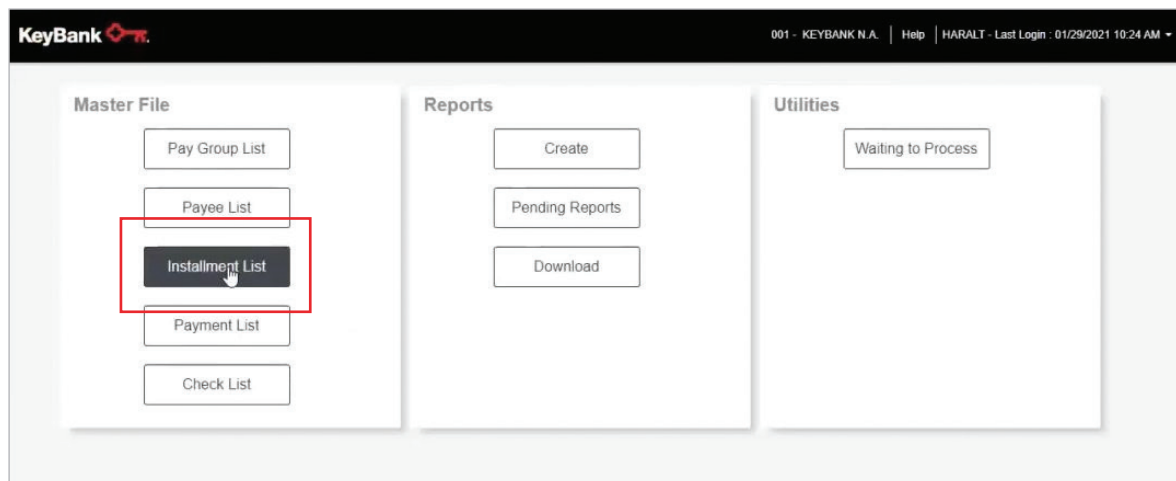 KeyBank
001 - KEYBANK N.A. | Help | HARALT - Last Login : 01/29/2021 10:24 AM
Master File
Pay Group List
Payee List
Installment List
Payment List
Check List
Reports
Create
Pending Reports
Download
Utilities
Waiting to Process